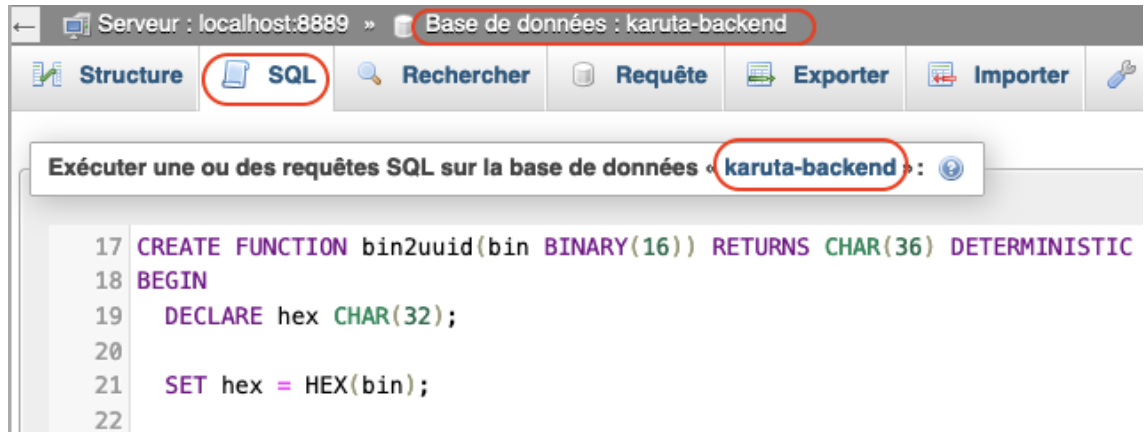 ← Serveur : localhost:8889 » Base de données : karuta-backend
Structure SQL Rechercher Requête Exporter Importer
Exécuter une ou des requêtes SQL sur la base de données « karuta-backend » :
17 CREATE FUNCTION bin2uuid(bin BINARY(16)) RETURNS CHAR(36) DETERMINISTIC
18 BEGIN
19 DECLARE hex CHAR(32);
20
21 SET hex = HEX(bin);
22